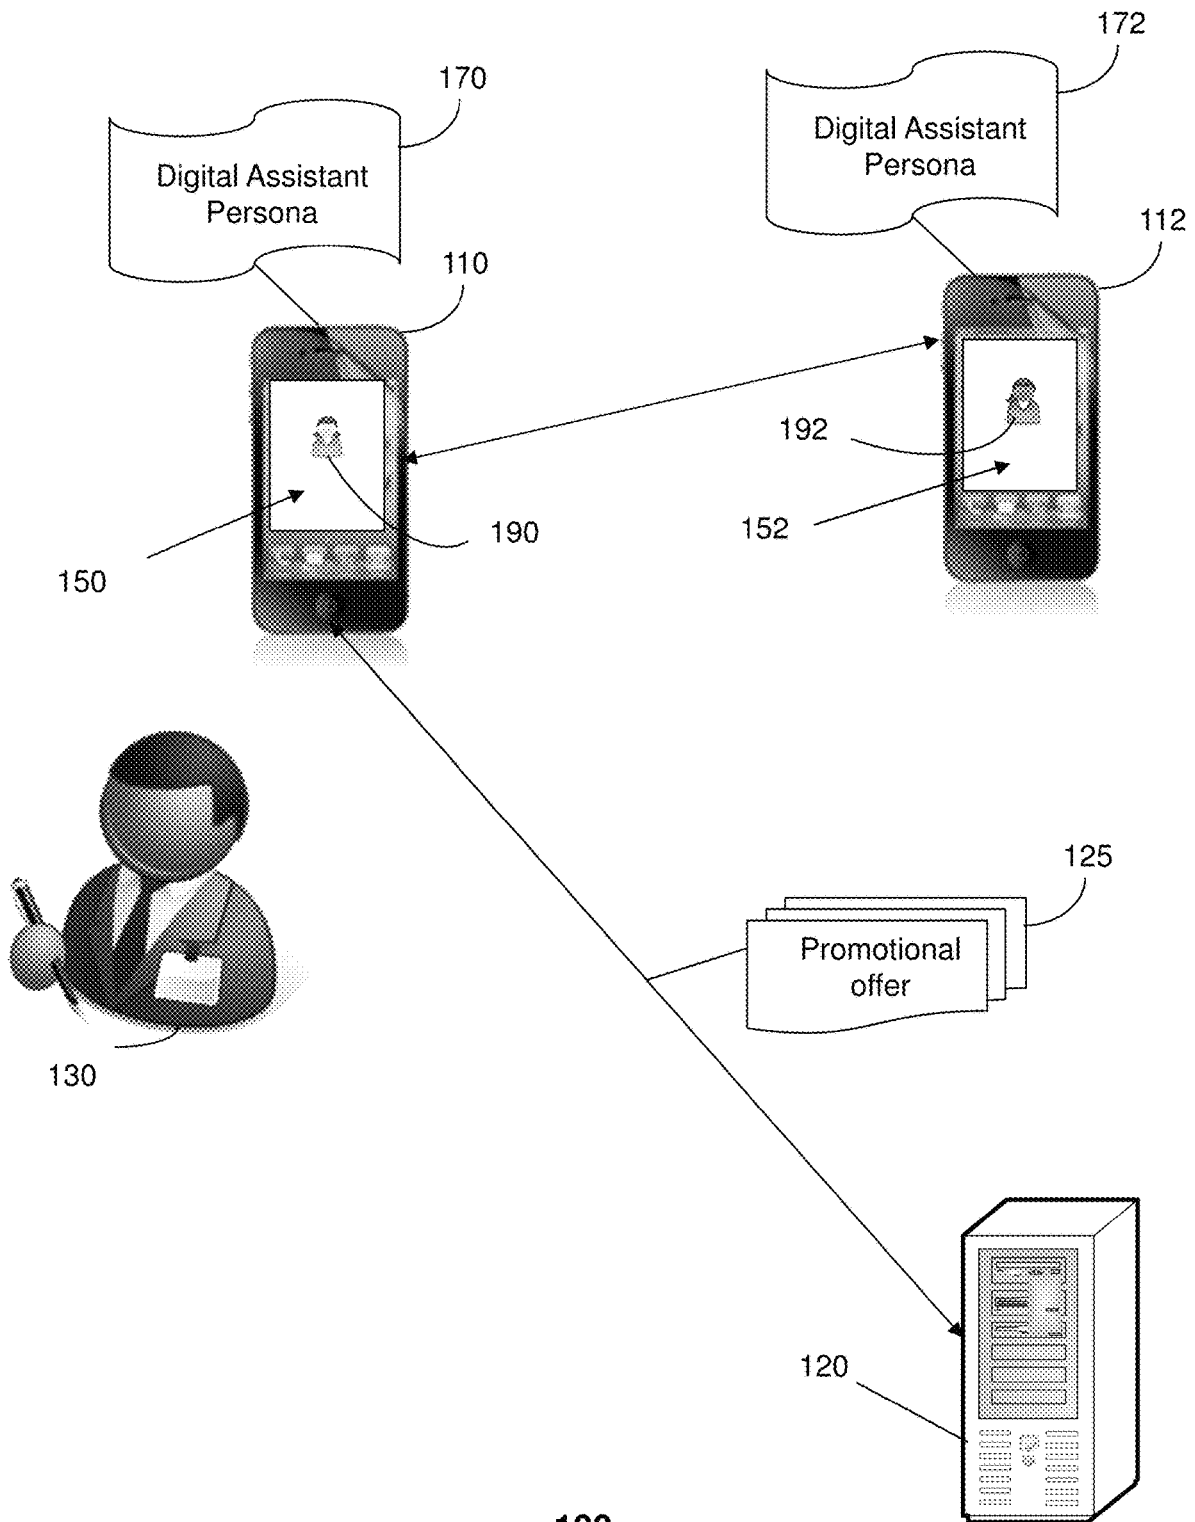 172
170
Digital Assistant
Persona
Digital Assistant
Persona
112
110
192
190
152
150
125
Promotional
offer
130
120